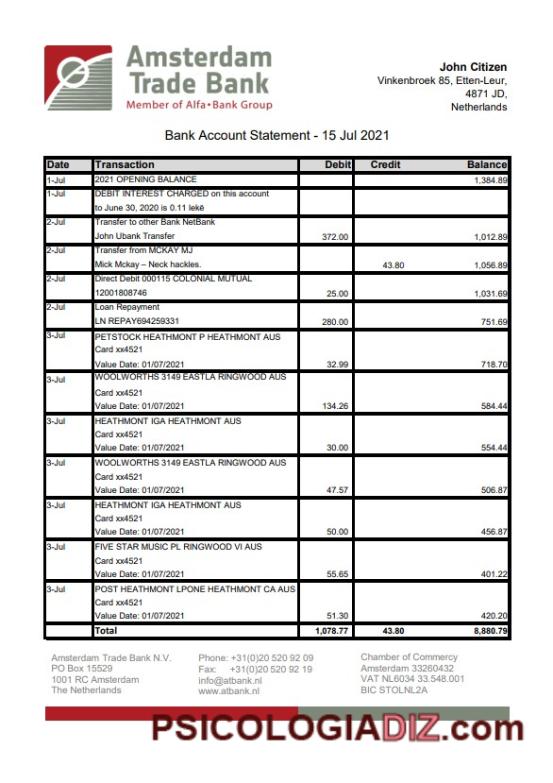 Amsterdam
Trade Bank
Member of Alfa•Bank Group
John Citizen
Vinkenbroek 85, Etten-Leur,
4871 JD,
Netherlands
Bank Account Statement - 15 Jul 2021
Date Transaction Debit Credit Balance
1-Jul 2021 OPENING BALANCE 1,384.89
1-Jul DEBIT INTEREST CHARGED on this account
to June 30, 2020 is 0.11 lekë
2-Jul Transfer to other Bank NetBank
John Ubank Transfer 372.00 1,012.89
2-Jul Transfer from MCKAY MJ
Mick Mckay – Neck hackles. 43.80 1,056.89
2-Jul Direct Debit 000115 COLONIAL MUTUAL
12001808746 25.00 1,031.69
2-Jul Loan Repayment
LN REPAY694259331 280.00 751.69
3-Jul PETSTOCK HEATHMONT P HEATHMONT AUS
Card xx4521
Value Date: 01/07/2021 32.99 718.70
3-Jul WOOLWORTHS 3149 EASTLA RINGWOOD AUS
Card xx4521
Value Date: 01/07/2021 134.26 584.44
3-Jul HEATHMONT IGA HEATHMONT AUS
Card xx4521
Value Date: 01/07/2021 30.00 554.44
3-Jul WOOLWORTHS 3149 EASTLA RINGWOOD AUS
Card xx4521
Value Date: 01/07/2021 47.57 506.87
3-Jul HEATHMONT IGA HEATHMONT AUS
Card xx4521
Value Date: 01/07/2021 50.00 456.87
3-Jul FIVE STAR MUSIC PL RINGWOOD VI AUS
Card xx4521
Value Date: 01/07/2021 55.65 401.22
3-Jul POST HEATHMONT LPONE HEATHMONT CA AUS
Card xx4521
Value Date: 01/07/2021 51.30 420.20
Total 1,078.77 43.80 8,880.79
Amsterdam Trade Bank N.V.
PO Box 15529
1001 RC Amsterdam
The Netherlands
Phone: +31(0)20 520 92 09
Fax: +31(0)20 520 92 19
info@atbank.nl
www.atbank.nl
Chamber of Commercy
Amsterdam 33260432
VAT NL6034 33.548.001
BIC STOLNL2A
PSICOLOGIADIZ.com